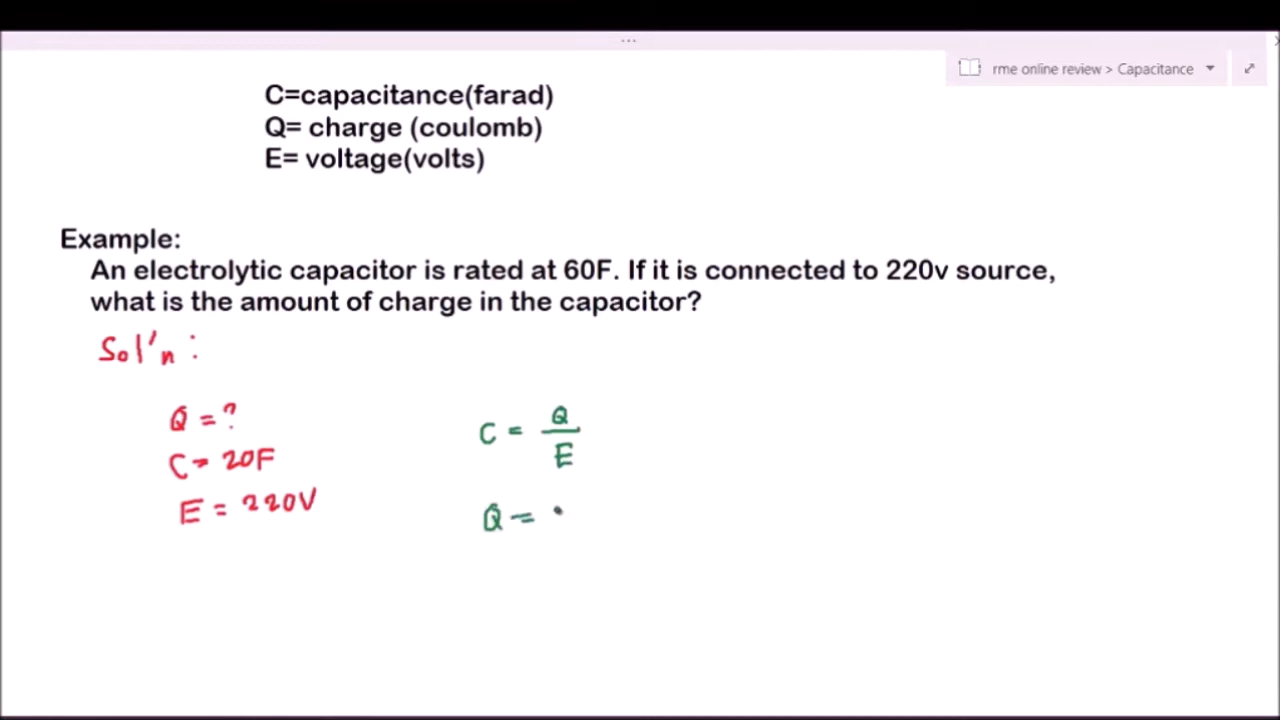 ...
rme online review > Capacitance
C=capacitance(farad)
Q= charge (coulomb)
E= voltage(volts)
Example:
An electrolytic capacitor is rated at 60F. If it is connected to 220v source,
what is the amount of charge in the capacitor?
Sol'n :
Q = ?
C = 20F
E = 220V
C = Q/E
Q =